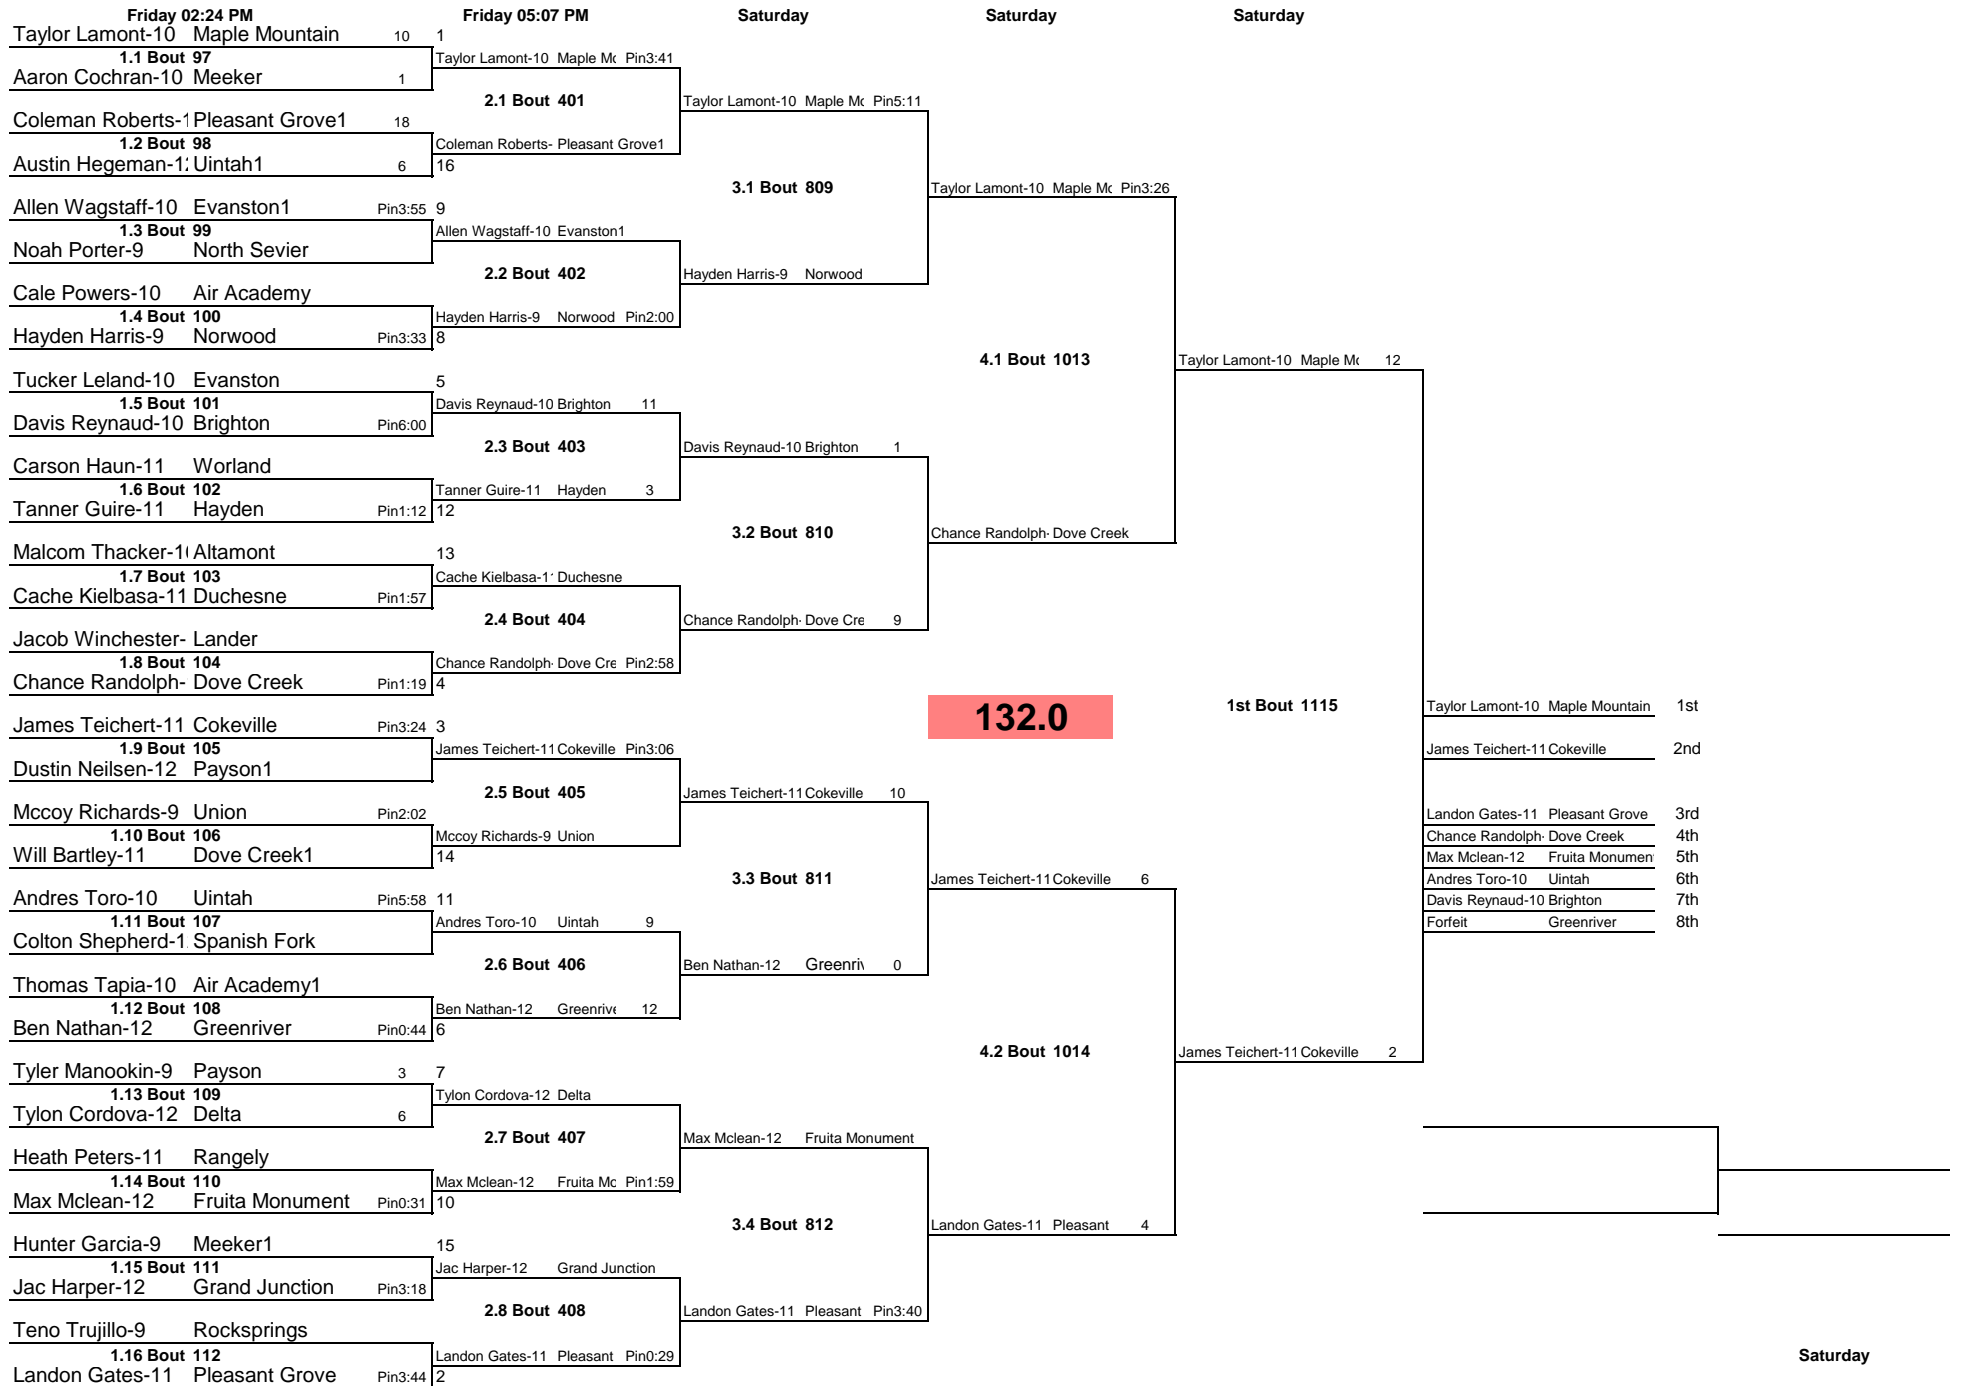 Friday 02:24 PM Friday 05:07 PM Saturday Saturday Saturday
Taylor Lamont-10 Maple Mountain 10 1
1.1 Bout 97
Taylor Lamont-10 Maple Mc Pin3:41
Aaron Cochran-10 Meeker 1
2.1 Bout 401
Taylor Lamont-10 Maple Mc Pin5:11
Coleman Roberts-1 Pleasant Grove1 18
1.2 Bout 98
Coleman Roberts- Pleasant Grove1
Austin Hegeman-12 Uintah1 6 16
3.1 Bout 809
Taylor Lamont-10 Maple Mc Pin3:26
Allen Wagstaff-10 Evanston1 Pin3:55 9
1.3 Bout 99
Allen Wagstaff-10 Evanston1
Noah Porter-9 North Sevier
2.2 Bout 402
Hayden Harris-9 Norwood
Cale Powers-10 Air Academy
1.4 Bout 100
Hayden Harris-9 Norwood Pin2:00
Hayden Harris-9 Norwood Pin3:33 8
4.1 Bout 1013
Taylor Lamont-10 Maple Mc 12
Tucker Leland-10 Evanston 5
1.5 Bout 101
Davis Reynaud-10 Brighton 11
Davis Reynaud-10 Brighton Pin6:00
2.3 Bout 403
Davis Reynaud-10 Brighton 1
Carson Haun-11 Worland
1.6 Bout 102
Tanner Guire-11 Hayden 3
Tanner Guire-11 Hayden Pin1:12 12
3.2 Bout 810
Chance Randolph- Dove Creek
Malcom Thacker-10 Altamont 13
1.7 Bout 103
Cache Kielbasa-11 Duchesne
Cache Kielbasa-11 Duchesne Pin1:57
2.4 Bout 404
Chance Randolph- Dove Cre 9
Jacob Winchester- Lander
1.8 Bout 104
Chance Randolph- Dove Cre Pin2:58
Chance Randolph- Dove Creek Pin1:19 4
132.0
1st Bout 1115
Taylor Lamont-10 Maple Mountain 1st
James Teichert-11 Cokeville Pin3:24 3
1.9 Bout 105
James Teichert-11 Cokeville Pin3:06
James Teichert-11 Cokeville 2nd
Dustin Neilsen-12 Payson1
2.5 Bout 405
James Teichert-11 Cokeville 10
Mccoy Richards-9 Union Pin2:02
Landon Gates-11 Pleasant Grove 3rd
1.10 Bout 106
Mccoy Richards-9 Union
Chance Randolph- Dove Creek 4th
Will Bartley-11 Dove Creek1 14
Max Mclean-12 Fruita Monumen 5th
3.3 Bout 811
James Teichert-11 Cokeville 6
Andres Toro-10 Uintah 6th
Andres Toro-10 Uintah Pin5:58 11
Davis Reynaud-10 Brighton 7th
1.11 Bout 107
Andres Toro-10 Uintah 9
Forfeit Greenriver 8th
Colton Shepherd-1 Spanish Fork
2.6 Bout 406
Ben Nathan-12 Greenriv 0
Thomas Tapia-10 Air Academy1
1.12 Bout 108
Ben Nathan-12 Greenrive 12
Ben Nathan-12 Greenriver Pin0:44 6
4.2 Bout 1014
James Teichert-11 Cokeville 2
Tyler Manookin-9 Payson 3 7
1.13 Bout 109
Tylon Cordova-12 Delta
Tylon Cordova-12 Delta 6
2.7 Bout 407
Max Mclean-12 Fruita Monument
Heath Peters-11 Rangely
1.14 Bout 110
Max Mclean-12 Fruita Mc Pin1:59
Max Mclean-12 Fruita Monument Pin0:31 10
3.4 Bout 812
Landon Gates-11 Pleasant 4
Hunter Garcia-9 Meeker1 15
1.15 Bout 111
Jac Harper-12 Grand Junction
Jac Harper-12 Grand Junction Pin3:18
2.8 Bout 408
Landon Gates-11 Pleasant Pin3:40
Teno Trujillo-9 Rocksprings
1.16 Bout 112
Landon Gates-11 Pleasant Pin0:29
Saturday
Landon Gates-11 Pleasant Grove Pin3:44 2